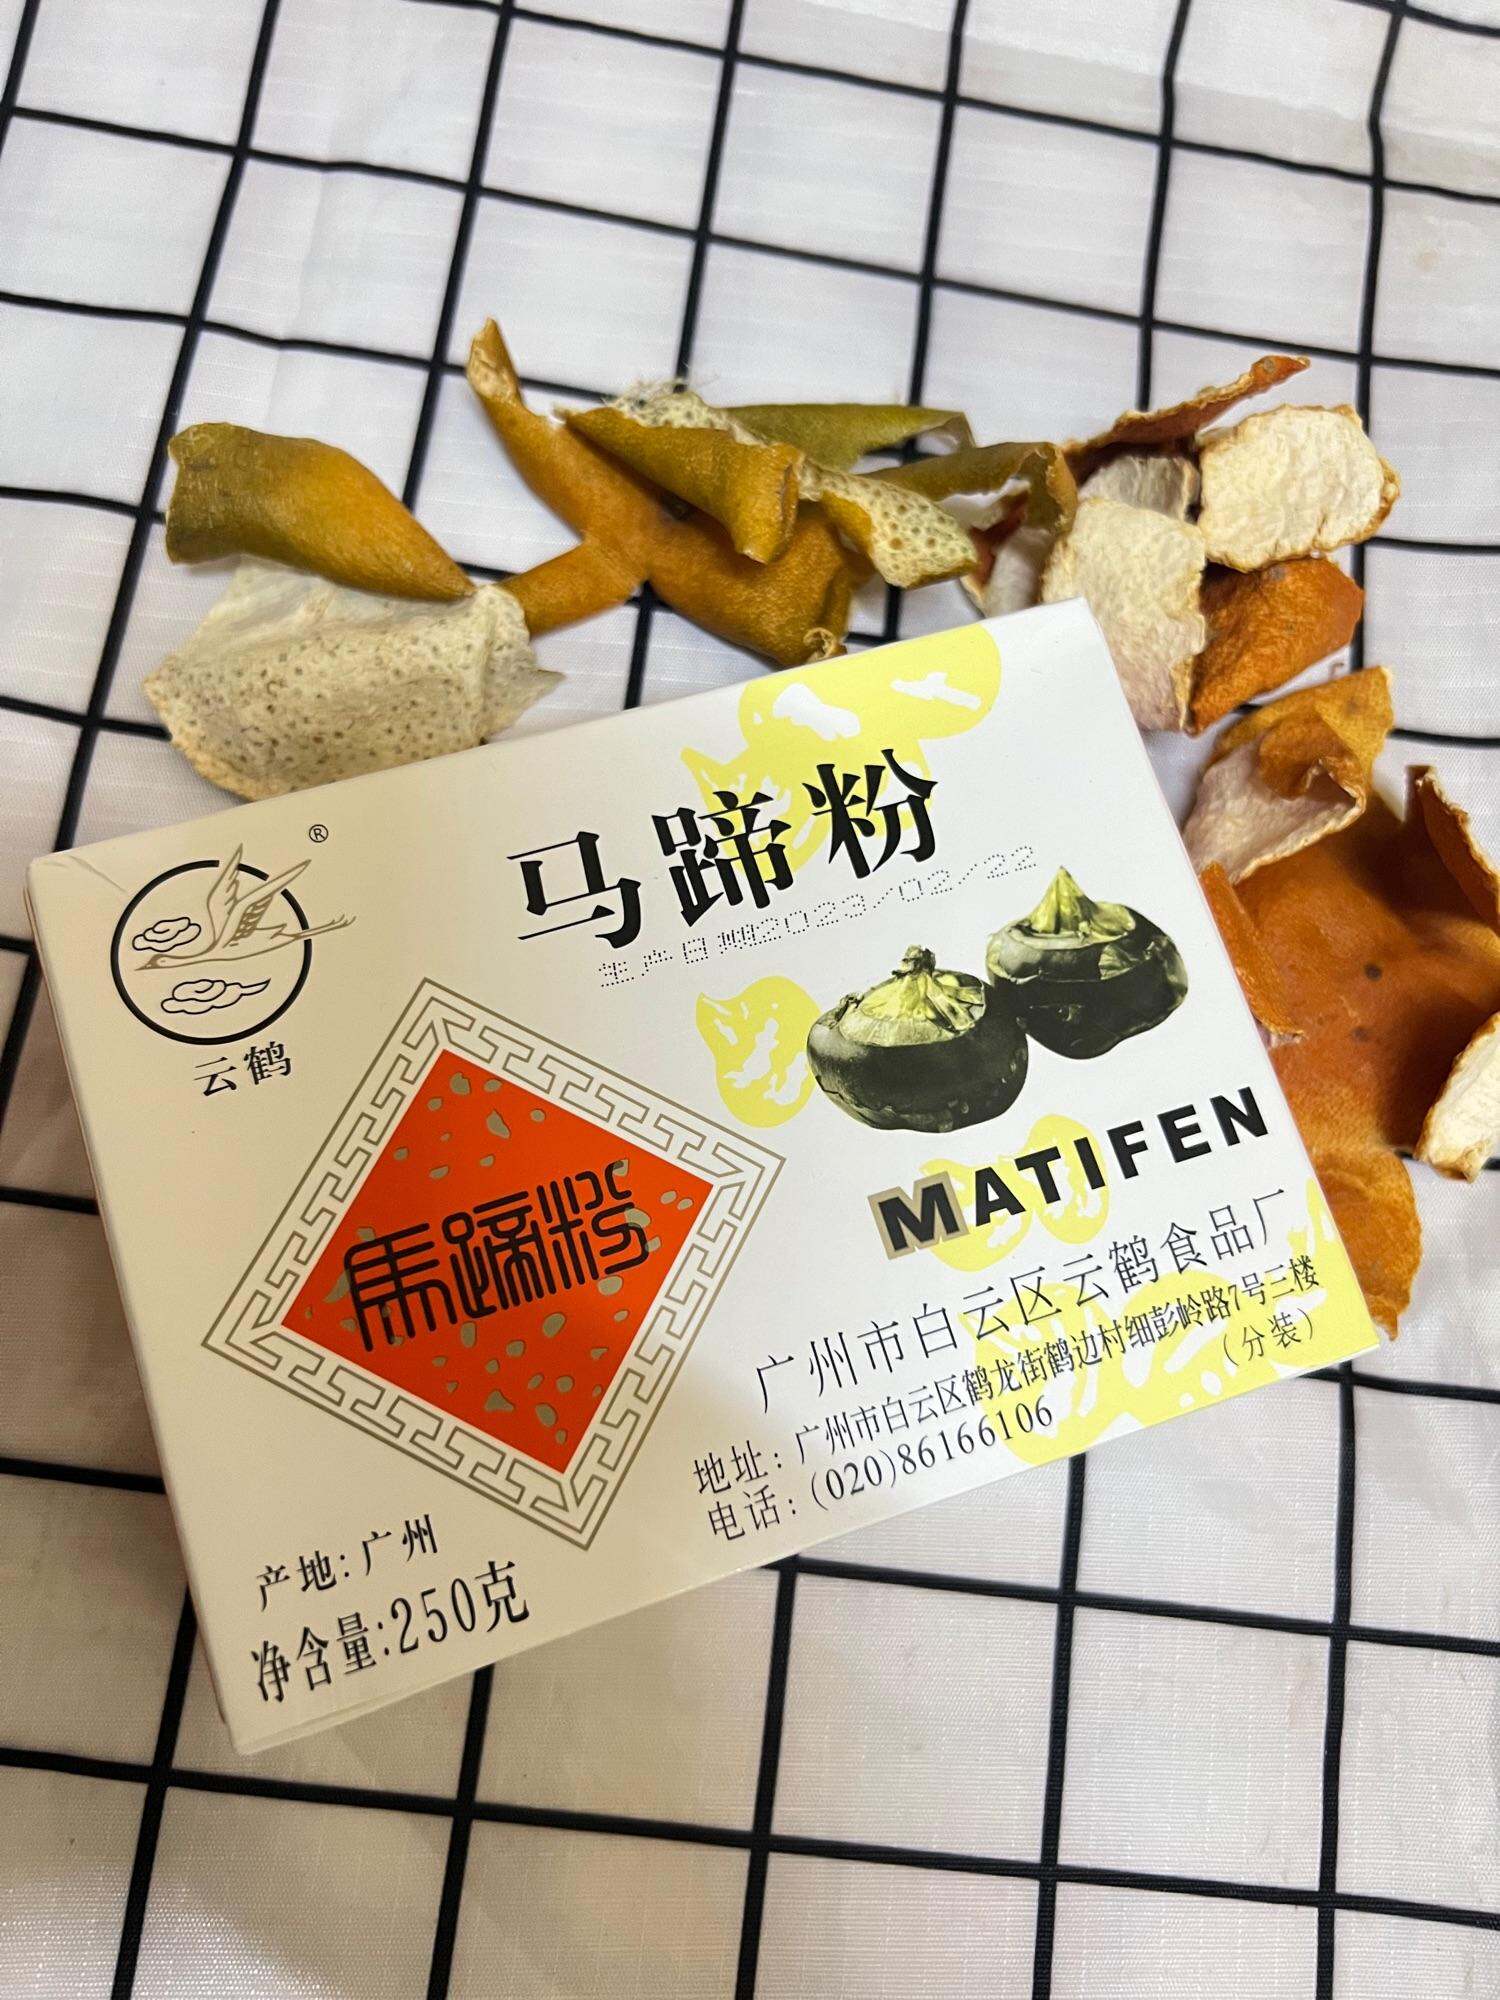 ®
云鹤
马蹄粉
生产日期2023/02/22
馬蹄粉
MATIFEN
广州市白云区云鹤食品厂
地址：广州市白云区鹤龙街鹤边村细彭岭路7号三楼
（分装）
电话：(020)86166106
产地：广州
净含量:250克